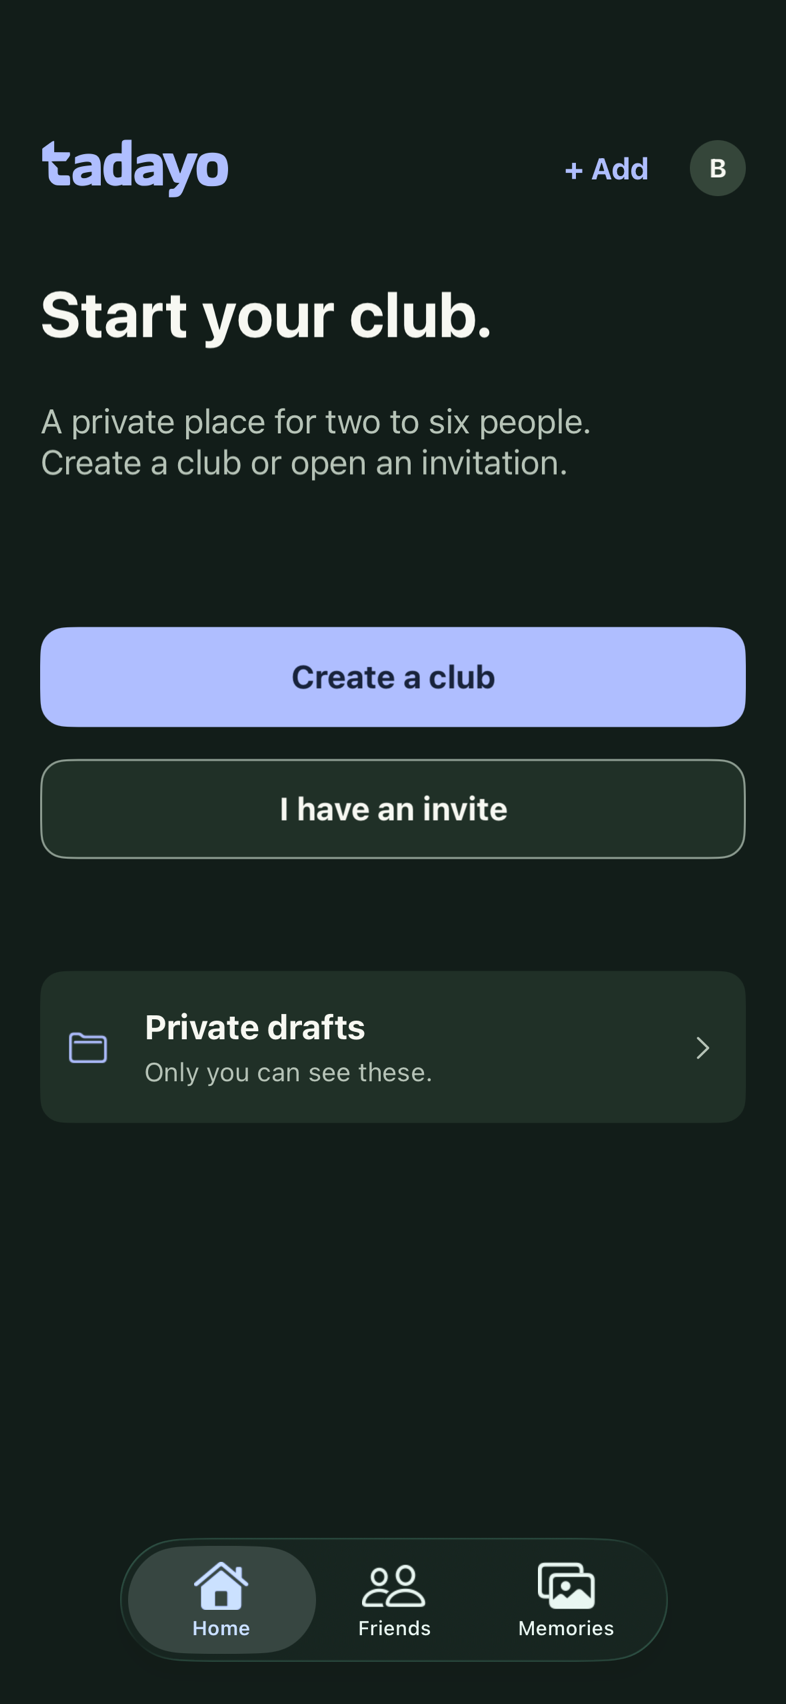 tadayo
+ Add
B
Start your club.
A private place for two to six people.
Create a club or open an invitation.
Create a club
I have an invite
Private drafts
Only you can see these.
Home
Friends
Memories